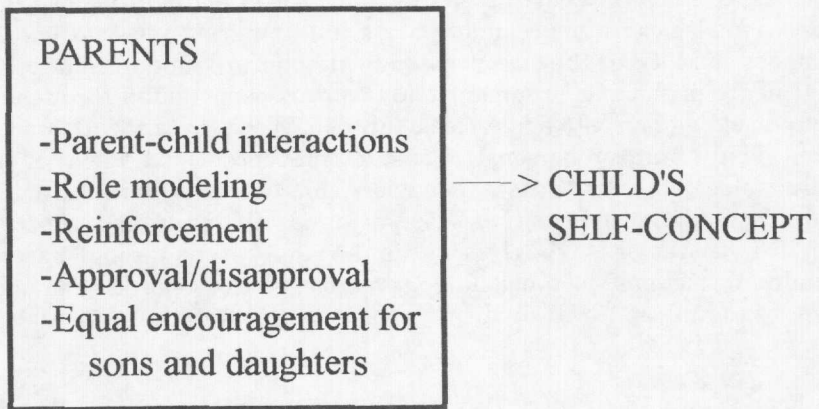 PARENTS
-Parent-child interactions
-Role modeling
-Reinforcement
-Approval/disapproval
-Equal encouragement for
sons and daughters
——> CHILD'S
SELF-CONCEPT